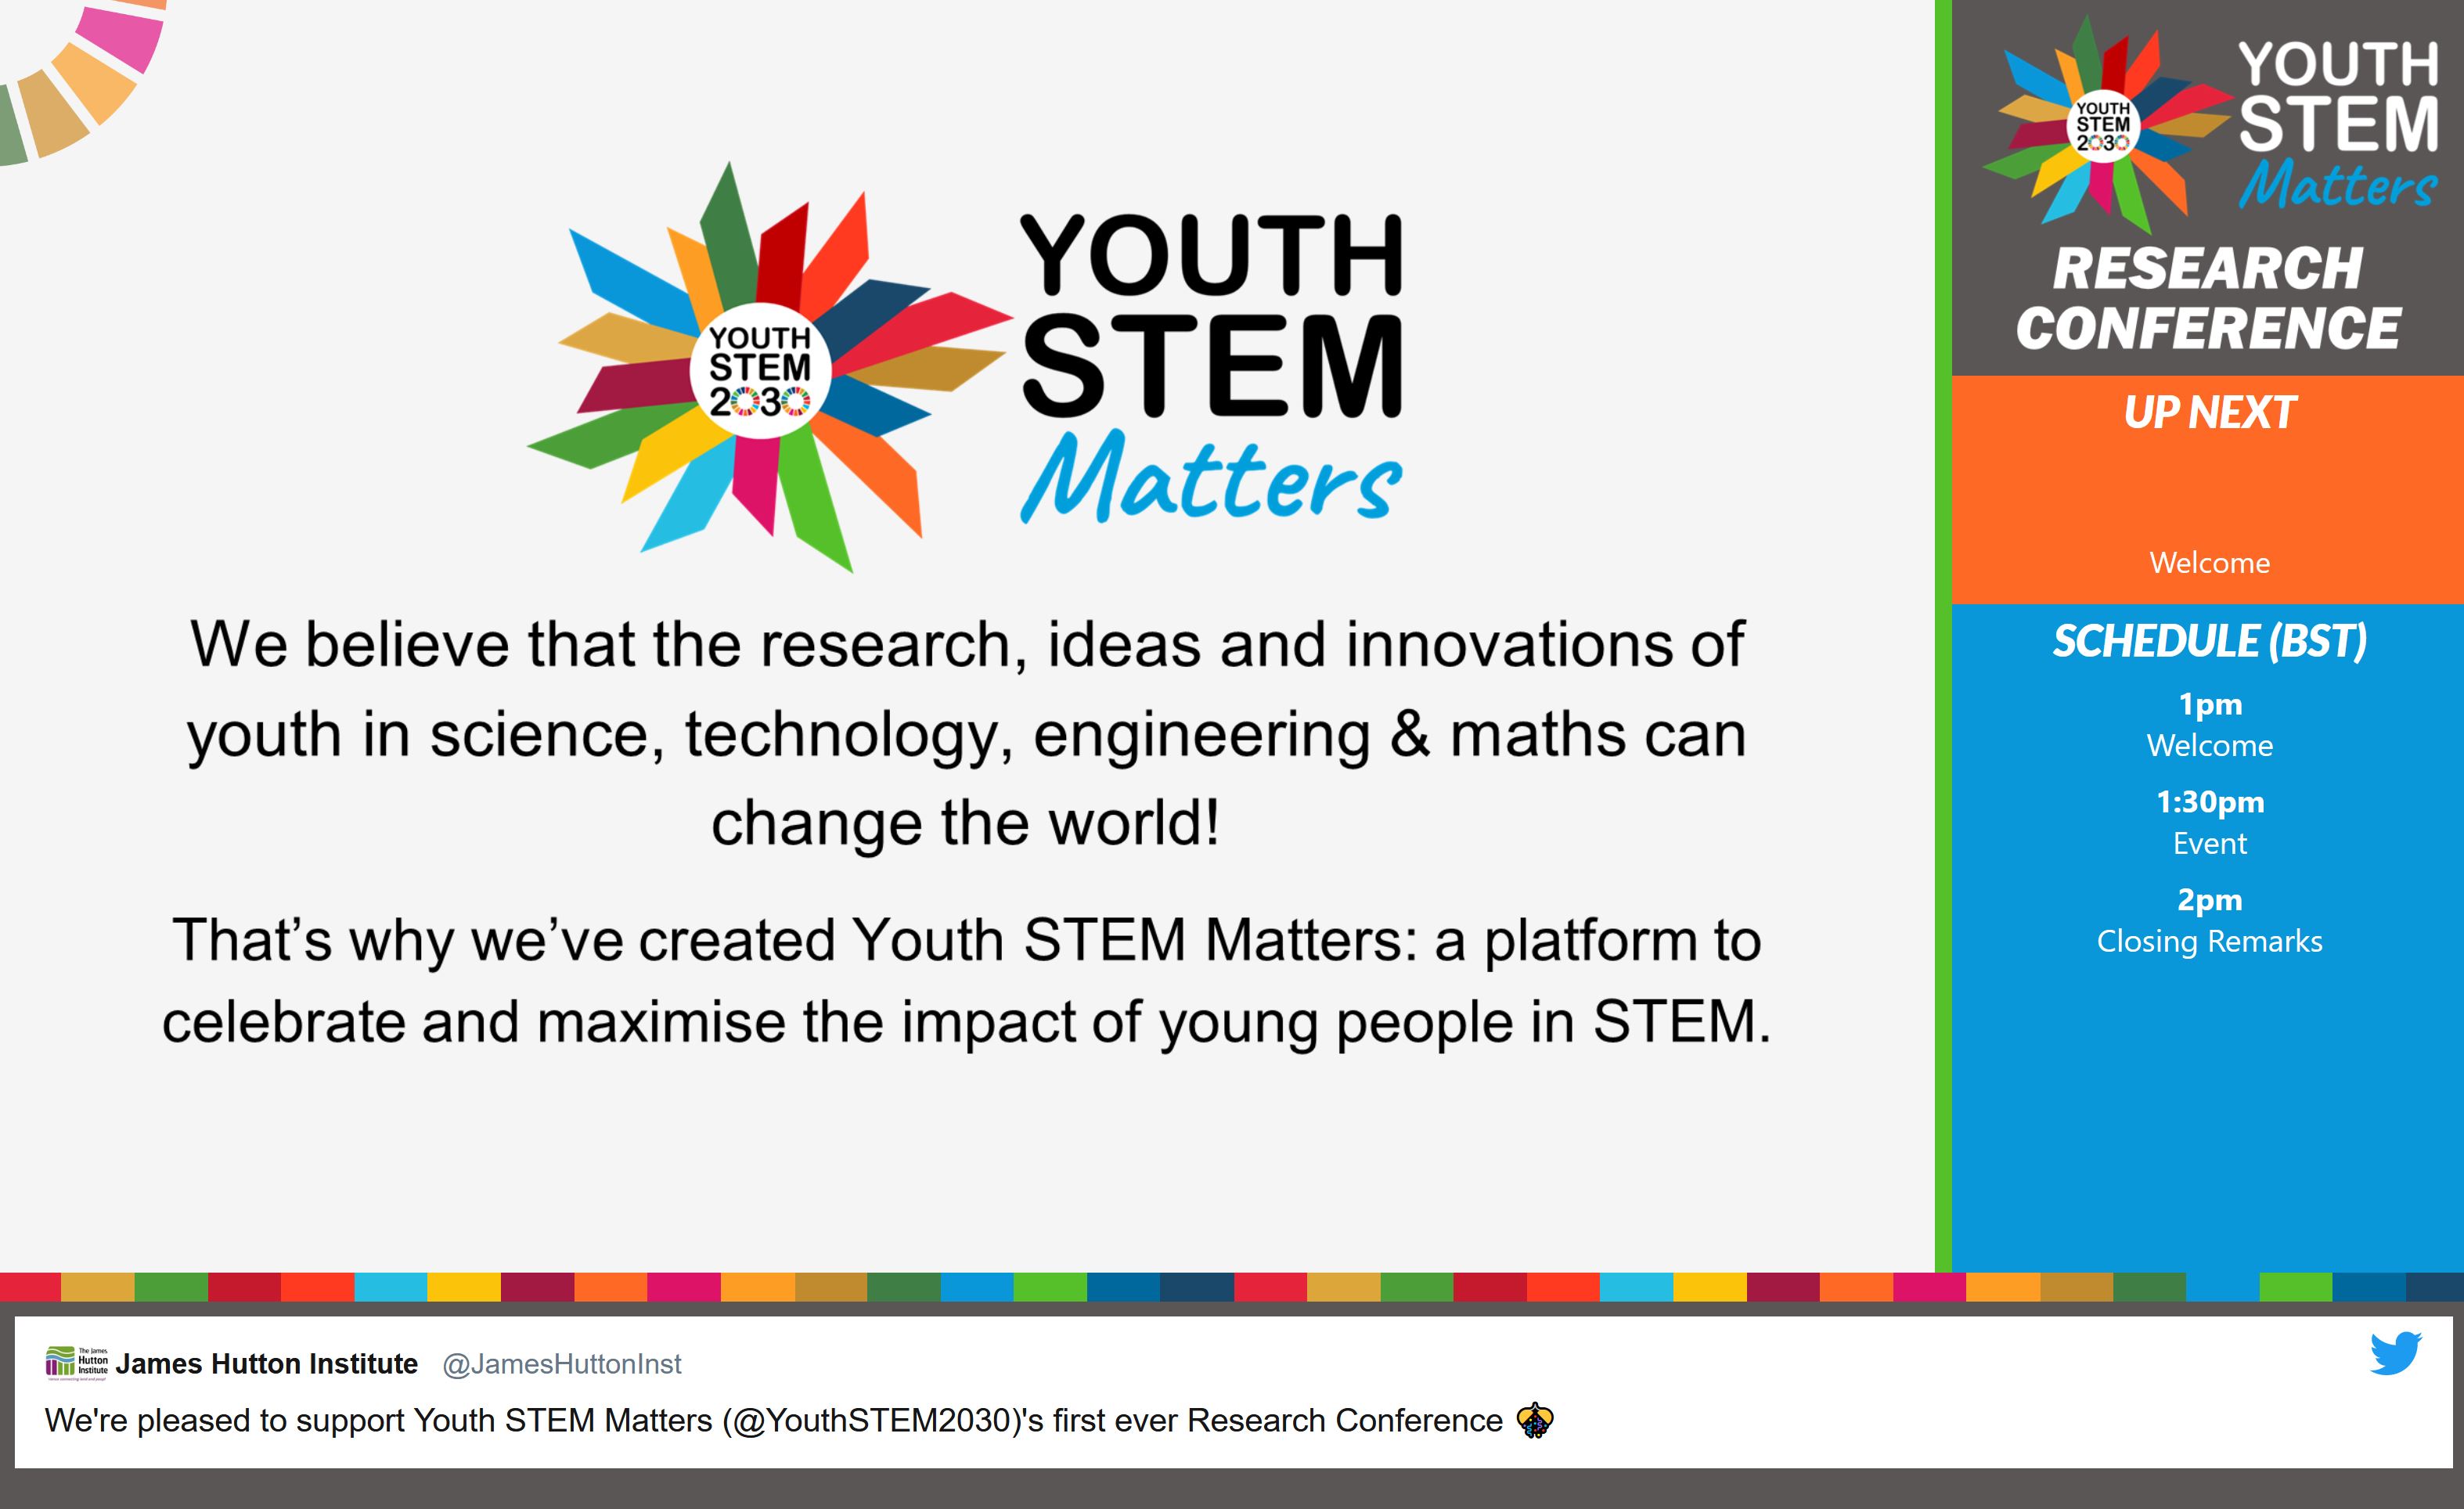 YOUTH
STEM
2030
YOUTH
STEM
Matters
We believe that the research, ideas and innovations of
youth in science, technology, engineering & maths can
change the world!
That’s why we’ve created Youth STEM Matters: a platform to
celebrate and maximise the impact of young people in STEM.
YOUTH
STEM
2030
YOUTH
STEM
Matters
RESEARCH
CONFERENCE
UP NEXT
Welcome
SCHEDULE (BST)
1pm
Welcome
1:30pm
Event
2pm
Closing Remarks
The James
Hutton
Institute
James Hutton Institute @JamesHuttonInst
We're pleased to support Youth STEM Matters (@YouthSTEM2030)'s first ever Research Conference